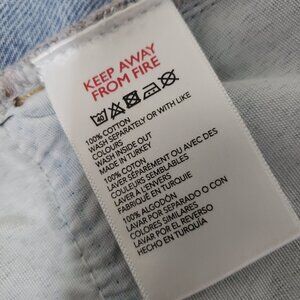 KEEP AWAY
FROM FIRE
100% COTTON
WASH SEPARATELY OR WITH LIKE
COLOURS
WASH INSIDE OUT
MADE IN TURKEY
100% COTON
LAVER SÉPARÉMENT OU AVEC DES
COULEURS SEMBLABLES
LAVER À L'ENVERS
FABRIQUÉ EN TURQUIE
100% ALGODÓN
LAVAR POR SEPARADO O CON
COLORES SIMILARES
LAVAR POR EL REVERSO
HECHO EN TURQUÍA